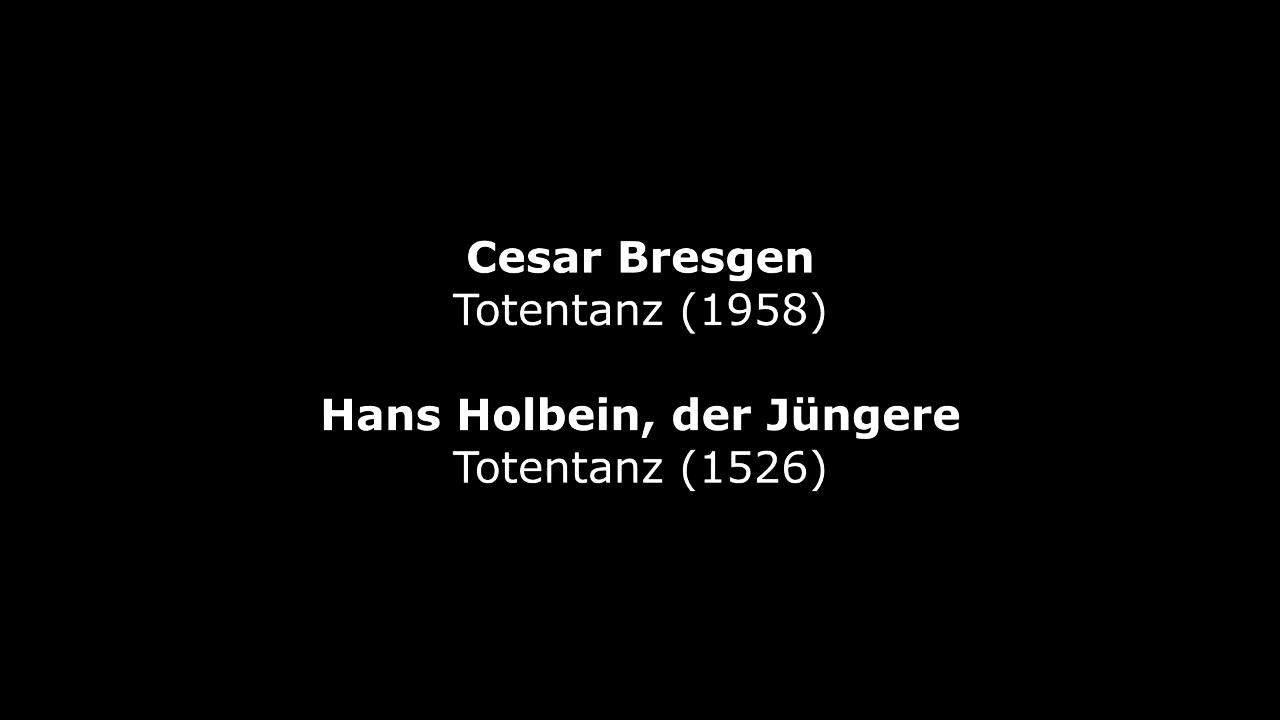 Cesar Bresgen
Totentanz (1958)
Hans Holbein, der Jüngere
Totentanz (1526)